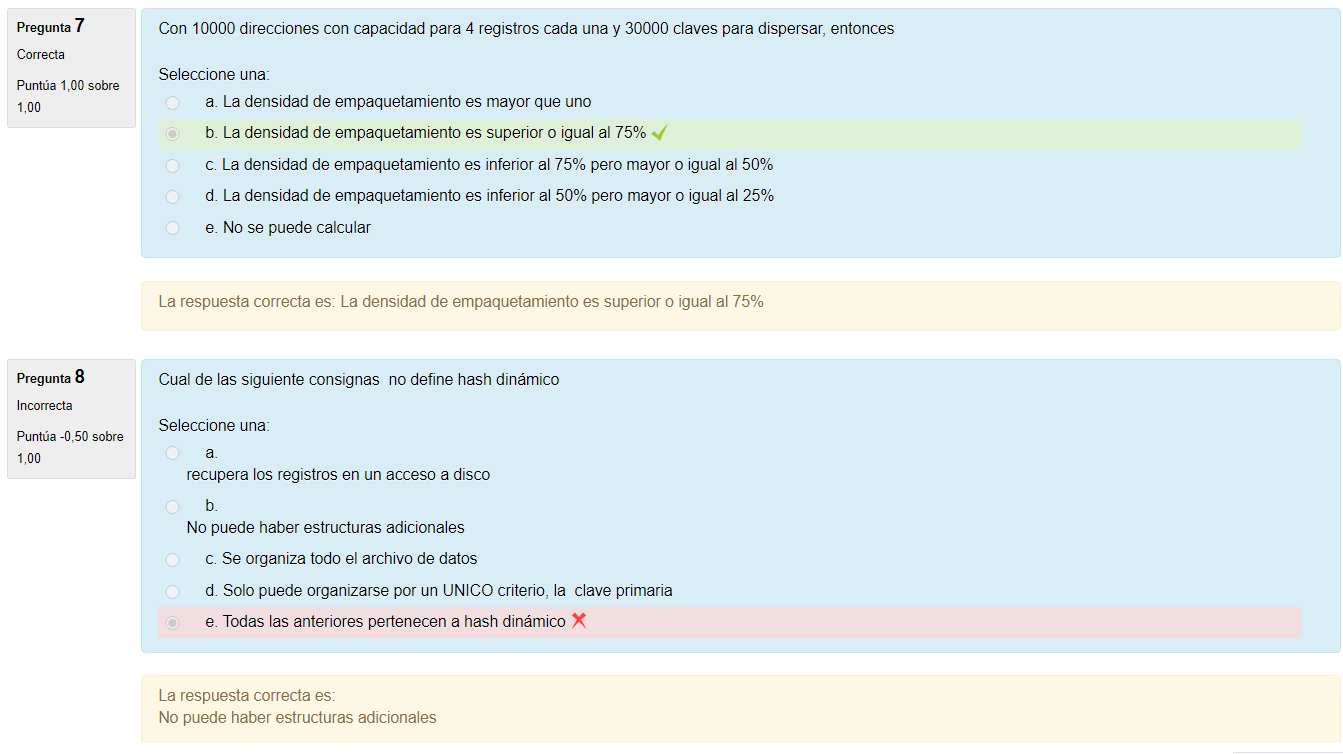 Pregunta 7
Correcta
Puntúa 1,00 sobre
1,00
Con 10000 direcciones con capacidad para 4 registros cada una y 30000 claves para dispersar, entonces
Seleccione una:
a. La densidad de empaquetamiento es mayor que uno
b. La densidad de empaquetamiento es superior o igual al 75%
c. La densidad de empaquetamiento es inferior al 75% pero mayor o igual al 50%
d. La densidad de empaquetamiento es inferior al 50% pero mayor o igual al 25%
e. No se puede calcular
La respuesta correcta es: La densidad de empaquetamiento es superior o igual al 75%
Pregunta 8
Incorrecta
Puntúa -0,50 sobre
1,00
Cual de las siguiente consignas  no define hash dinámico
Seleccione una:
a.
recupera los registros en un acceso a disco
b.
No puede haber estructuras adicionales
c. Se organiza todo el archivo de datos
d. Solo puede organizarse por un UNICO criterio, la  clave primaria
e. Todas las anteriores pertenecen a hash dinámico
La respuesta correcta es:
No puede haber estructuras adicionales